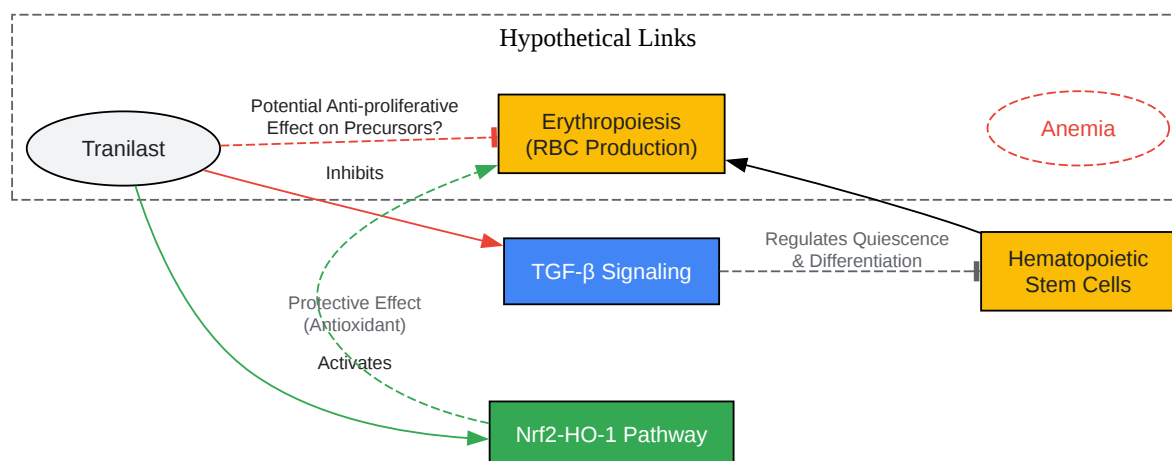 Hypothetical Links
Potential Anti-proliferative
Effect on Precursors?
Tranilast
Erythropoiesis
(RBC Production)
Anemia
Inhibits
TGF-β Signaling
Regulates Quiescence
& Differentiation
Hematopoietic
Stem Cells
Protective Effect
(Antioxidant)
Activates
Nrf2-HO-1 Pathway